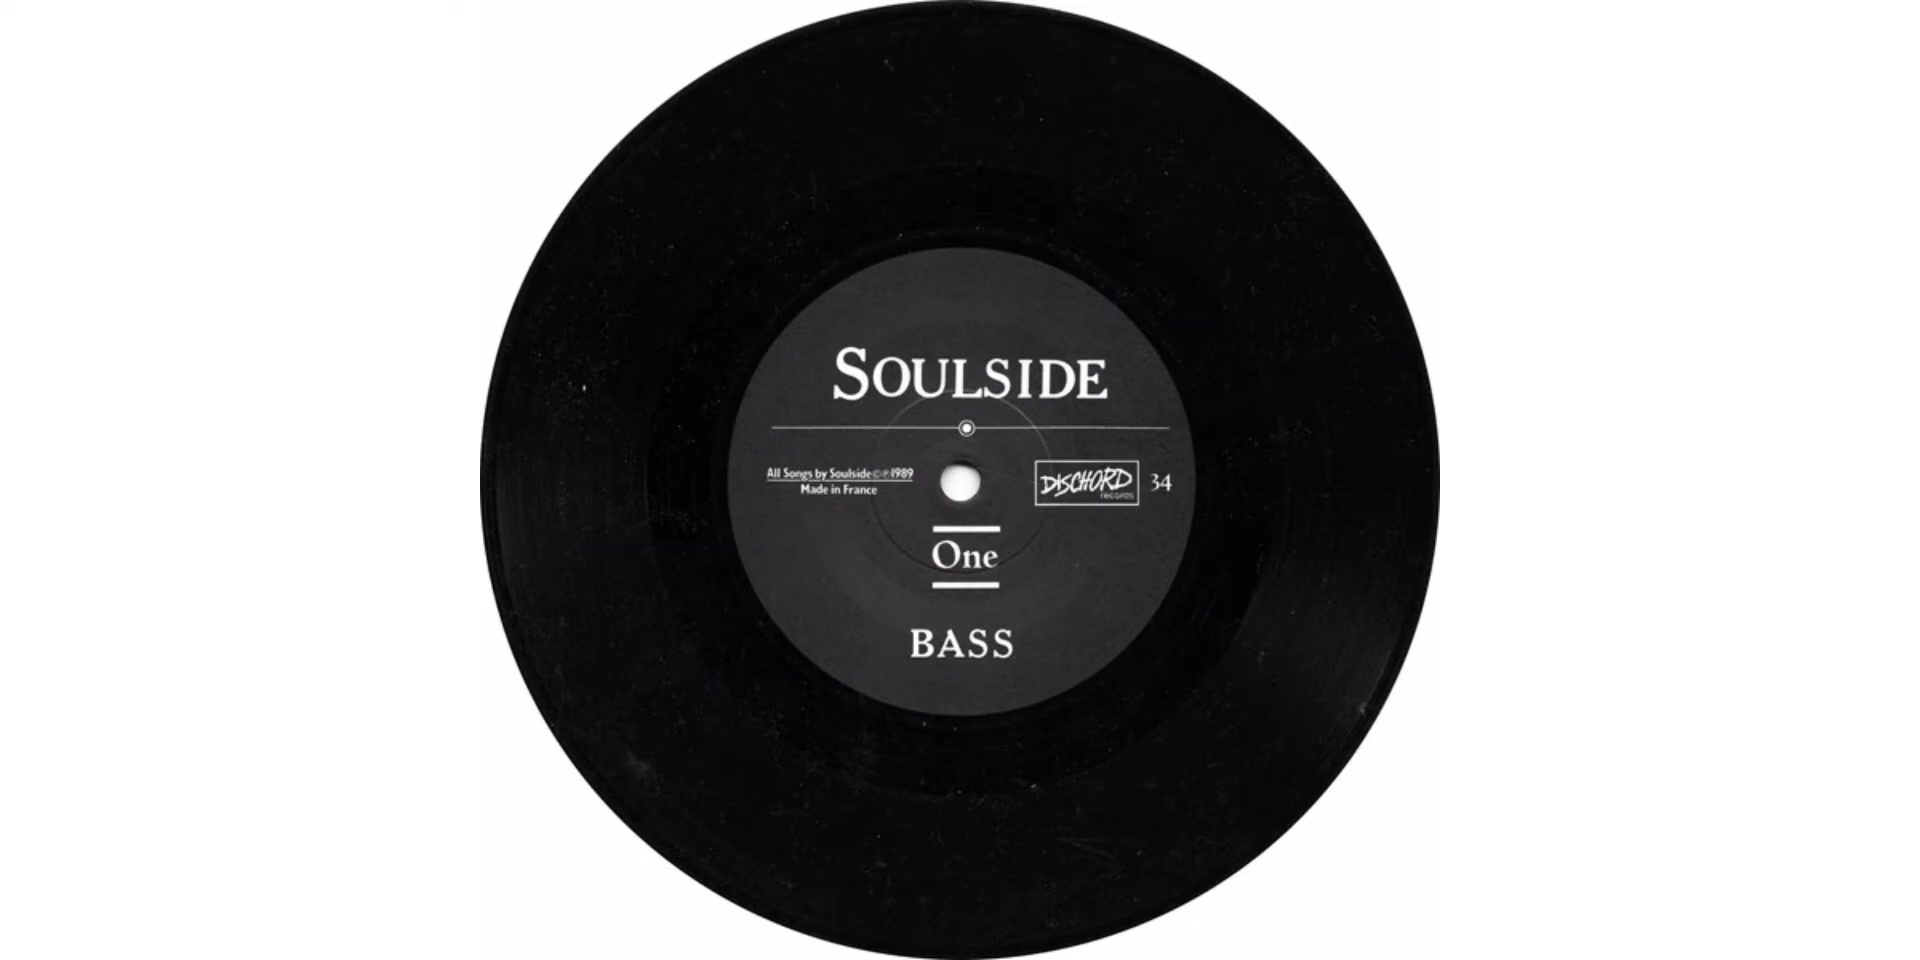 SOULSIDE
All Songs by Soulside©℗1989
Made in France
DISCHORD
records
34
One
BASS